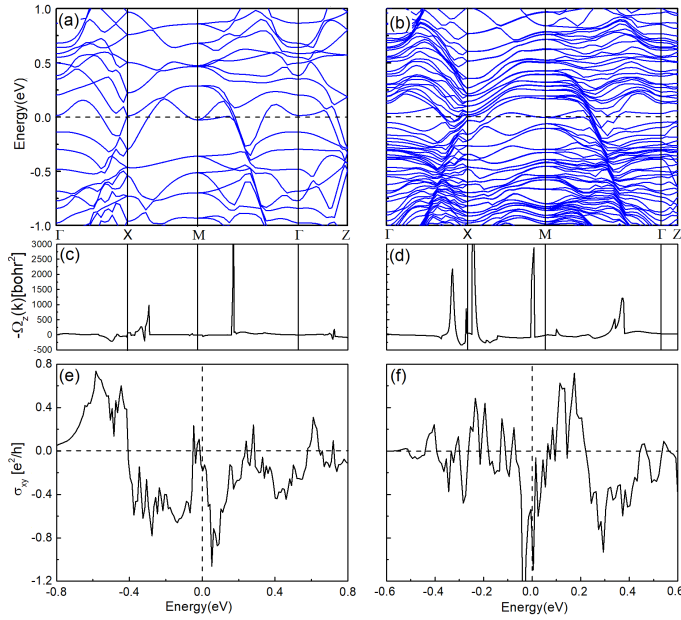 (a) (b)
1.0
0.5
0.0
-0.5
-1.0
Energy(eV)
Γ X M Γ Z
Γ X M Γ Z
(c) (d)
3000
2500
2000
1500
1000
500
0
-500
-Ω_z(k)[bohr²]
(e) (f)
0.8
0.4
0.0
-0.4
-0.8
-1.2
σ_xy [e²/h]
-0.8 -0.4 0.0 0.4 0.8
-0.6 -0.4 -0.2 0.0 0.2 0.4 0.6
Energy(eV) Energy(eV)